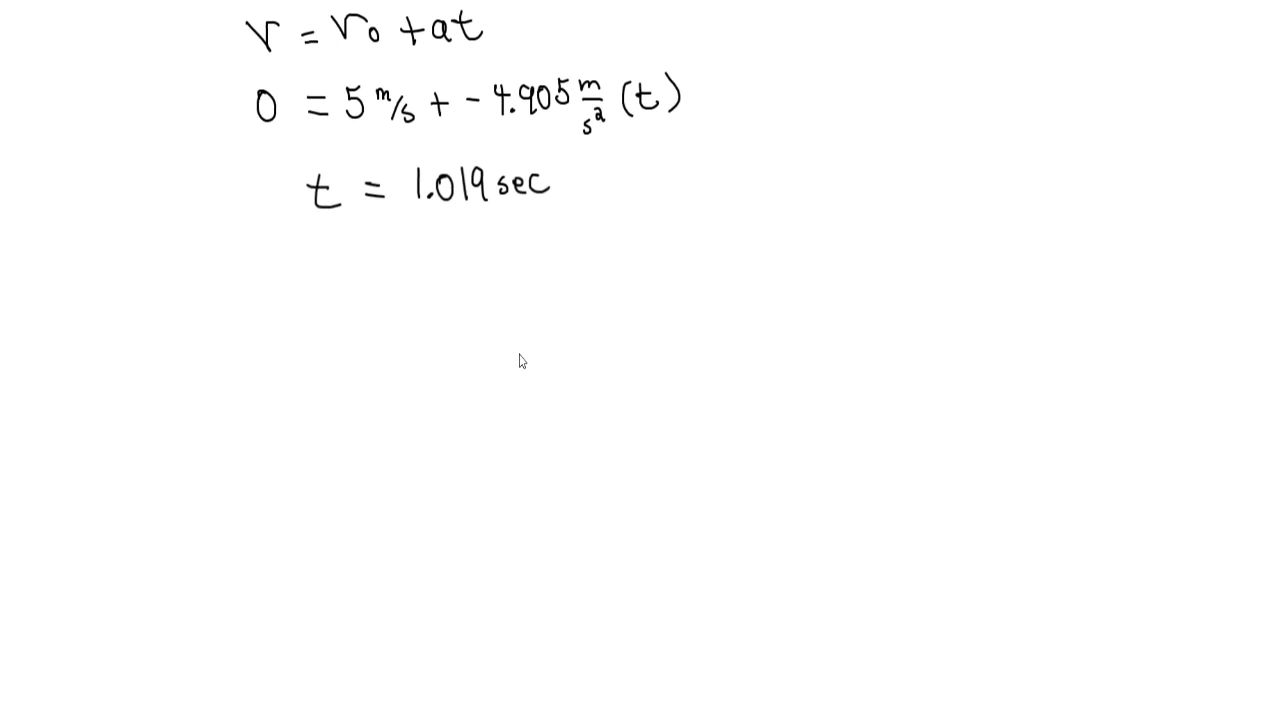 v = v₀ + at
0 = 5 m/s + - 4.905 m/s² (t)
t = 1.019 sec